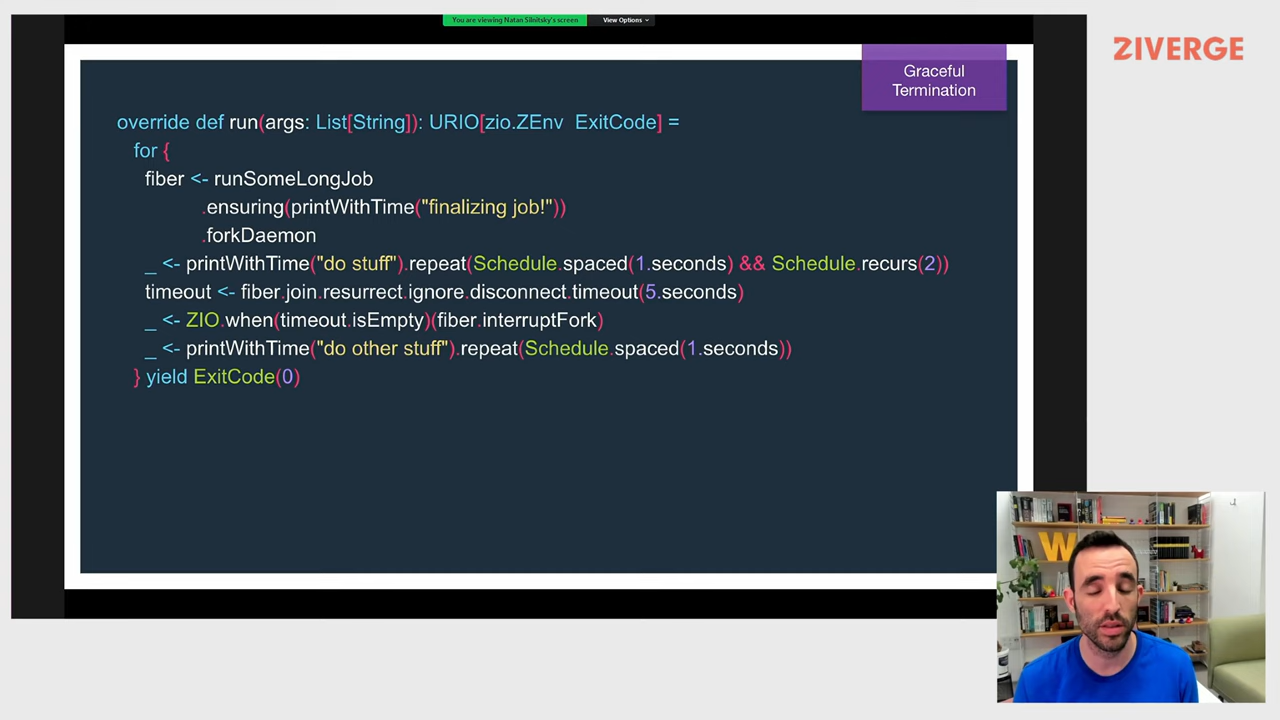 You are viewing Natan Silnitsky's screen
View Options
ZIVERGE
Graceful
Termination
override def run(args: List[String]): URIO[zio.ZEnv  ExitCode] =
for {
fiber <- runSomeLongJob
.ensuring(printWithTime("finalizing job!"))
.forkDaemon
_ <- printWithTime("do stuff").repeat(Schedule.spaced(1.seconds) && Schedule.recurs(2))
timeout <- fiber.join.resurrect.ignore.disconnect.timeout(5.seconds)
_ <- ZIO.when(timeout.isEmpty)(fiber.interruptFork)
_ <- printWithTime("do other stuff").repeat(Schedule.spaced(1.seconds))
} yield ExitCode(0)
W